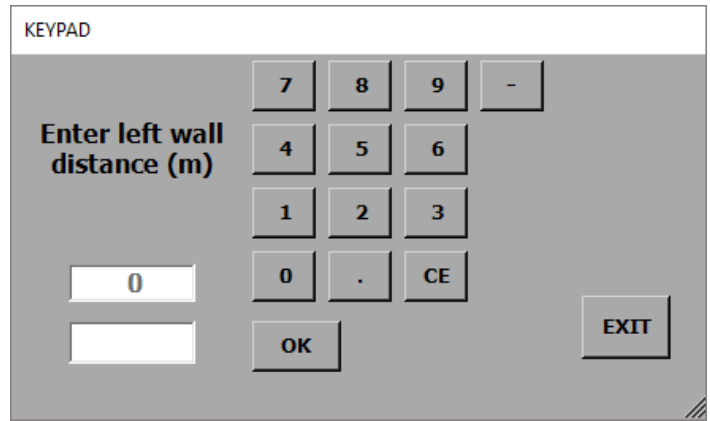 KEYPAD
7 8 9 -
Enter left wall
distance (m)
4 5 6
1 2 3
0
0 . CE
EXIT
OK